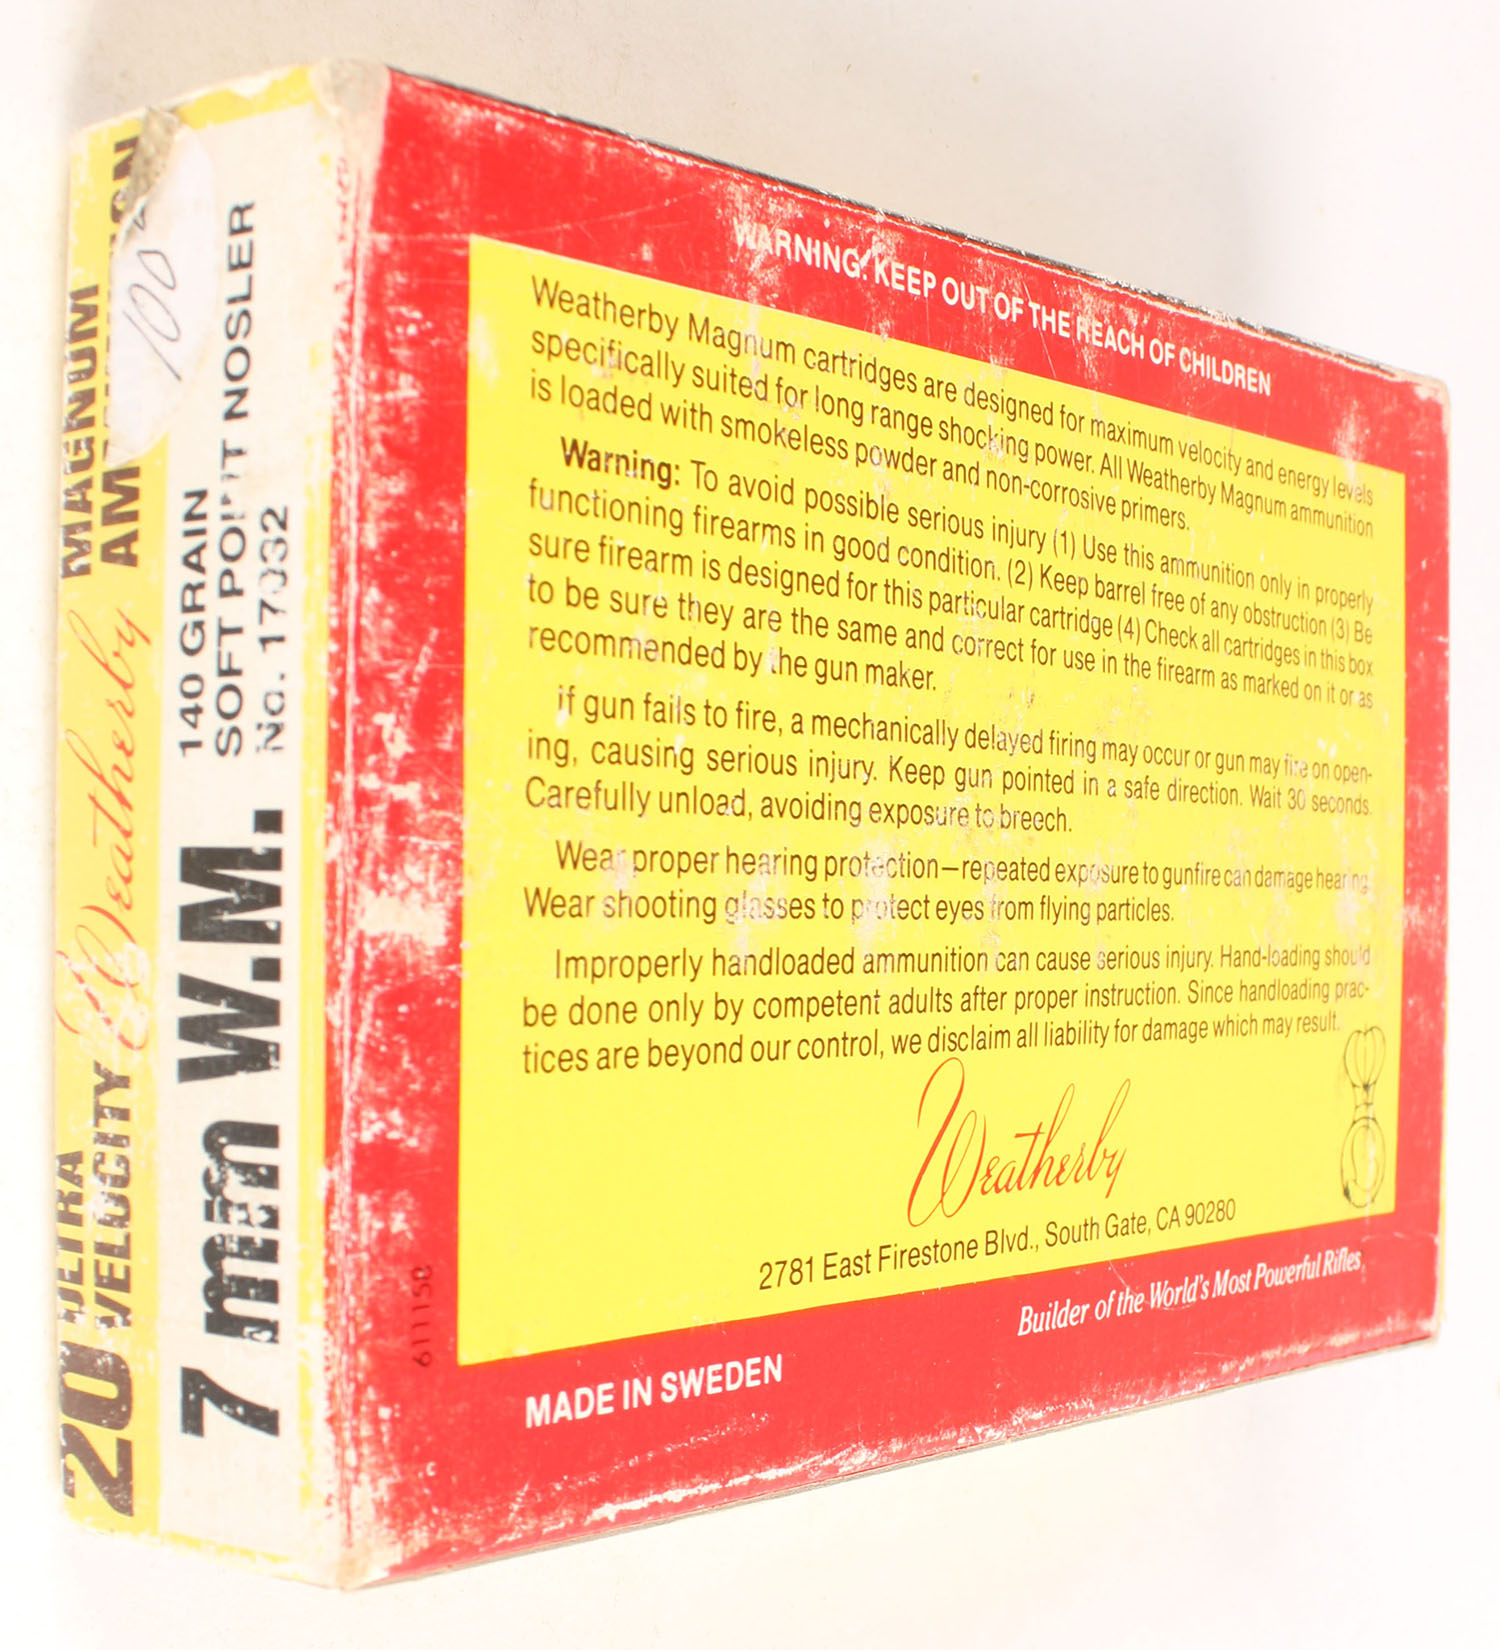 20 ULTRA VELOCITY Weatherby MAGNUM
100
7 mm W.M.
140 GRAIN
SOFT POINT NOSLER
No. 17032
WARNING: KEEP OUT OF THE REACH OF CHILDREN
Weatherby Magnum cartridges are designed for maximum velocity and energy levels
specifically suited for long range shocking power. All Weatherby Magnum ammunition
is loaded with smokeless powder and non-corrosive primers.
Warning: To avoid possible serious injury (1) Use this ammunition only in properly
functioning firearms in good condition. (2) Keep barrel free of any obstruction (3) Be
sure firearm is designed for this particular cartridge (4) Check all cartridges in this box
to be sure they are the same and correct for use in the firearm as marked on it or as
recommended by the gun maker.
if gun fails to fire, a mechanically delayed firing may occur or gun may fire on open-
ing, causing serious injury. Keep gun pointed in a safe direction. Wait 30 seconds.
Carefully unload, avoiding exposure to breech.
Wear proper hearing protection—repeated exposure to gunfire can damage hearing.
Wear shooting glasses to protect eyes from flying particles.
Improperly handloaded ammunition can cause serious injury. Hand-loading should
be done only by competent adults after proper instruction. Since handloading prac-
tices are beyond our control, we disclaim all liability for damage which may result.
Weatherby
2781 East Firestone Blvd., South Gate, CA 90280
Builder of the World's Most Powerful Rifles
MADE IN SWEDEN